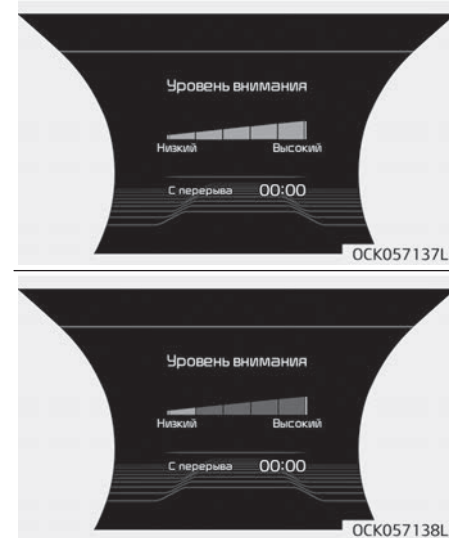 Уровень внимания
Низкий Высокий
С перерыва 00:00
OCK057137L
Уровень внимания
Низкий Высокий
С перерыва 00:00
OCK057138L